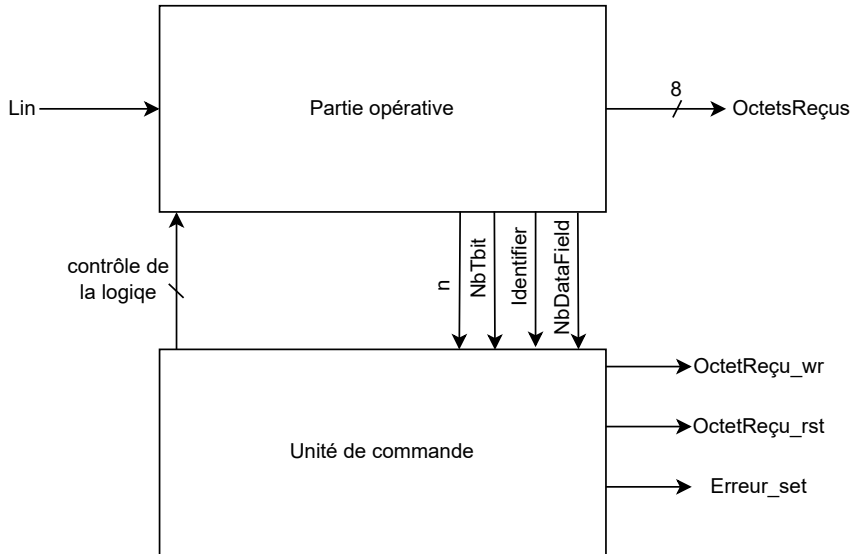 8
Lin
Partie opérative
OctetsReçus
contrôle de
la logiqe
n
NbTbit
Identifier
NbDataField
OctetReçu_wr
OctetReçu_rst
Unité de commande
Erreur_set